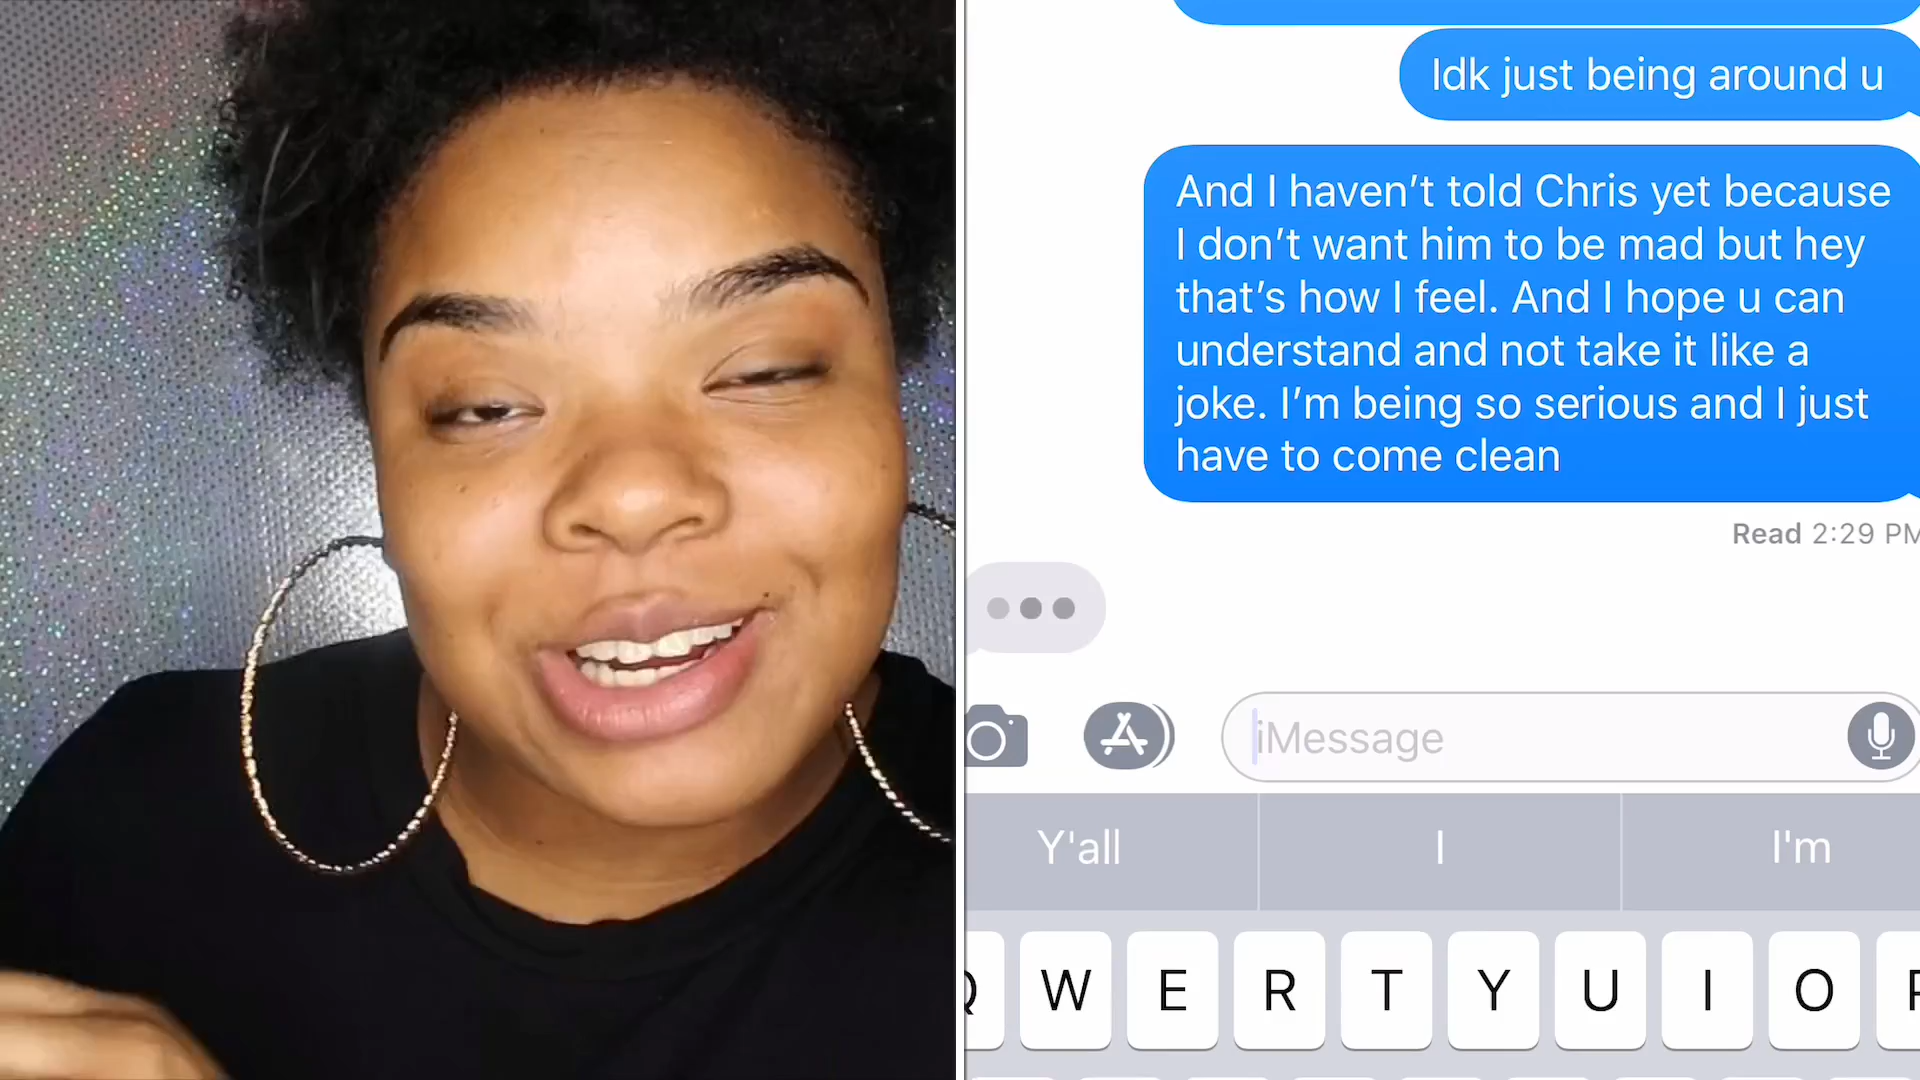 Idk just being around u
And I haven't told Chris yet because
I don't want him to be mad but hey
that's how I feel. And I hope u can
understand and not take it like a
joke. I'm being so serious and I just
have to come clean
Read 2:29 PM
iMessage
Y'all I I'm
Q W E R T Y U I O P